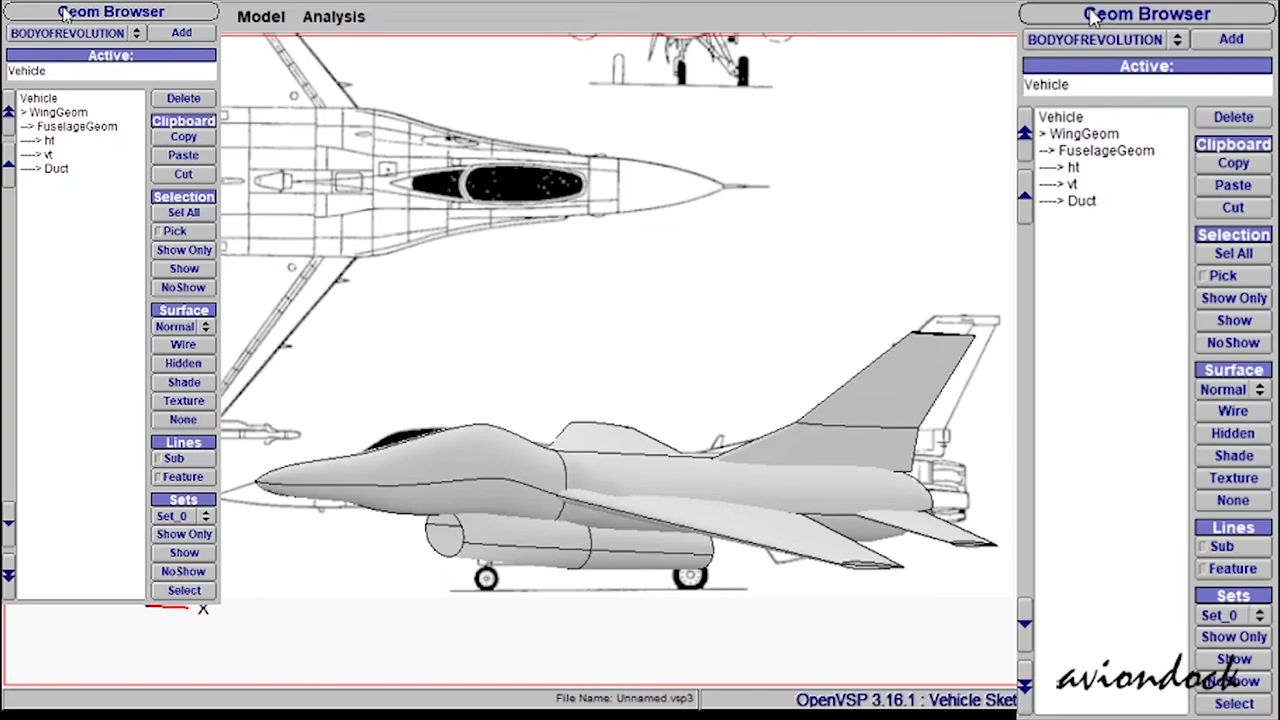 Geom Browser
BODYOFREVOLUTION
Add
Active:
Vehicle
Vehicle
> WingGeom
--> FuselageGeom
----> ht
----> vt
----> Duct
Delete
Clipboard
Copy
Paste
Cut
Selection
Sel All
Pick
Show Only
Show
NoShow
Surface
Normal
Wire
Hidden
Shade
Texture
None
Lines
Sub
Feature
Sets
Set_0
Show Only
Show
NoShow
Select
Model Analysis
X
File Name: Unnamed.vsp3
OpenVSP 3.16.1 : Vehicle Sket
Geom Browser
BODYOFREVOLUTION
Add
Active:
Vehicle
Vehicle
> WingGeom
--> FuselageGeom
----> ht
----> vt
----> Duct
Delete
Clipboard
Copy
Paste
Cut
Selection
Sel All
Pick
Show Only
Show
NoShow
Surface
Normal
Wire
Hidden
Shade
Texture
None
Lines
Sub
Feature
Sets
Set_0
Show Only
Show
NoShow
Select
aviondock